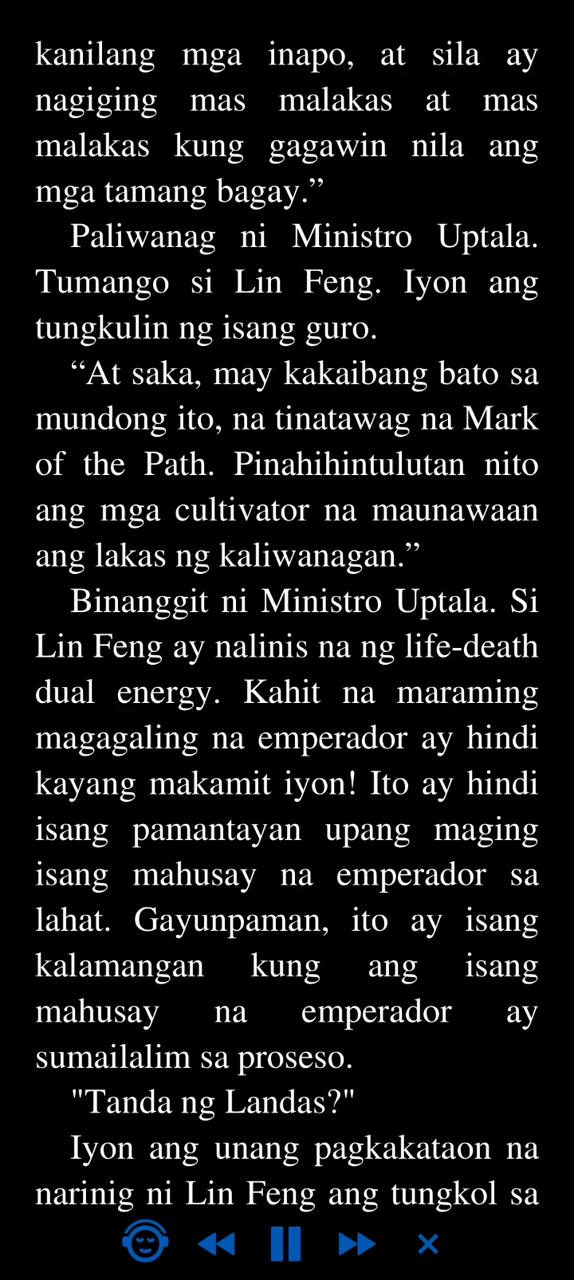 kanilang mga inapo, at sila ay
nagiging mas malakas at mas
malakas kung gagawin nila ang
mga tamang bagay.”
Paliwanag ni Ministro Uptala.
Tumango si Lin Feng. Iyon ang
tungkulin ng isang guro.
“At saka, may kakaibang bato sa
mundong ito, na tinatawag na Mark
of the Path. Pinahihintulutan nito
ang mga cultivator na maunawaan
ang lakas ng kaliwanagan.”
Binanggit ni Ministro Uptala. Si
Lin Feng ay nalinis na ng life-death
dual energy. Kahit na maraming
magagaling na emperador ay hindi
kayang makamit iyon! Ito ay hindi
isang pamantayan upang maging
isang mahusay na emperador sa
lahat. Gayunpaman, ito ay isang
kalamangan kung ang isang
mahusay na emperador ay
sumailalim sa proseso.
"Tanda ng Landas?"
Iyon ang unang pagkakataon na
narinig ni Lin Feng ang tungkol sa